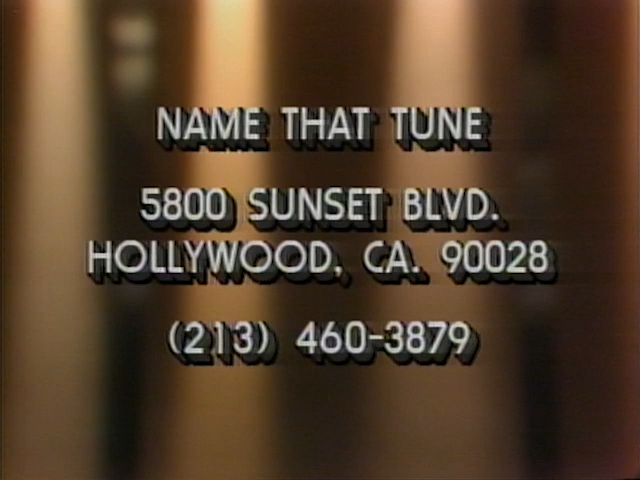 NAME THAT TUNE
5800 SUNSET BLVD.
HOLLYWOOD, CA. 90028
(213) 460-3879